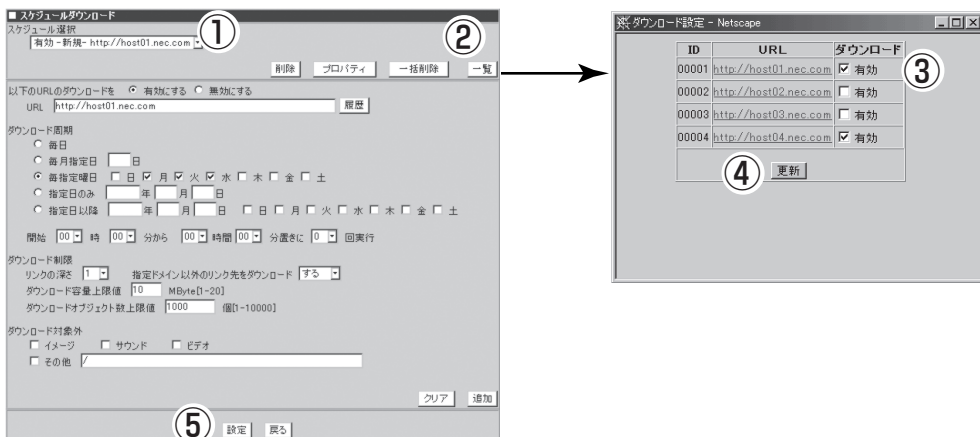 ■ スケジュールダウンロード
スケジュール選択
有効 -新規- http://host01.nec.com
①
②
削除 プロパティ 一括削除 一覧
以下のURLのダウンロードを 有効にする 無効にする
URL http://host01.nec.com 履歴
ダウンロード周期
毎日
毎月指定日 日
毎指定曜日 日 月 火 水 木 金 土
指定日のみ 年 月 日
指定日以降 年 月 日 日 月 火 水 木 金 土
開始 00 時 00 分から 00 時間 00 分置きに 0 回実行
ダウンロード制限
リンクの深さ 1 指定ドメイン以外のリンク先をダウンロード する
ダウンロード容量上限値 10 MByte[1-20]
ダウンロードオブジェクト数上限値 1000 個[1-10000]
ダウンロード対象外
イメージ サウンド ビデオ
その他 /
クリア 追加
⑤
設定 戻る
ダウンロード設定 - Netscape
ID URL ダウンロード
00001 http://host01.nec.com 有効
00002 http://host02.nec.com 有効
00003 http://host03.nec.com 有効
00004 http://host04.nec.com 有効
③
④
更新